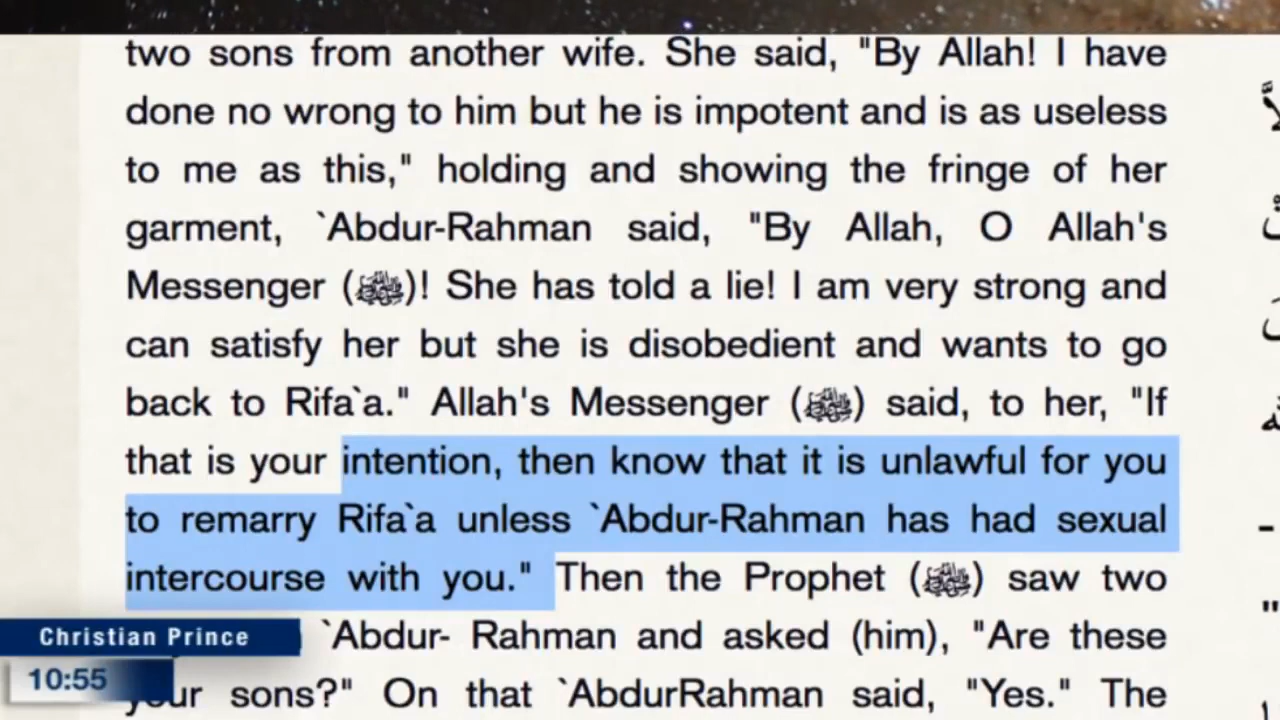 two sons from another wife. She said, "By Allah! I have
done no wrong to him but he is impotent and is as useless
to me as this," holding and showing the fringe of her
garment, `Abdur-Rahman said, "By Allah, O Allah's
Messenger (ﷺ)! She has told a lie! I am very strong and
can satisfy her but she is disobedient and wants to go
back to Rifa`a." Allah's Messenger (ﷺ) said, to her, "If
that is your intention, then know that it is unlawful for you
to remarry Rifa`a unless `Abdur-Rahman has had sexual
intercourse with you." Then the Prophet (ﷺ) saw two
`Abdur- Rahman and asked (him), "Are these
your sons?" On that `AbdurRahman said, "Yes." The
Christian Prince
10:55